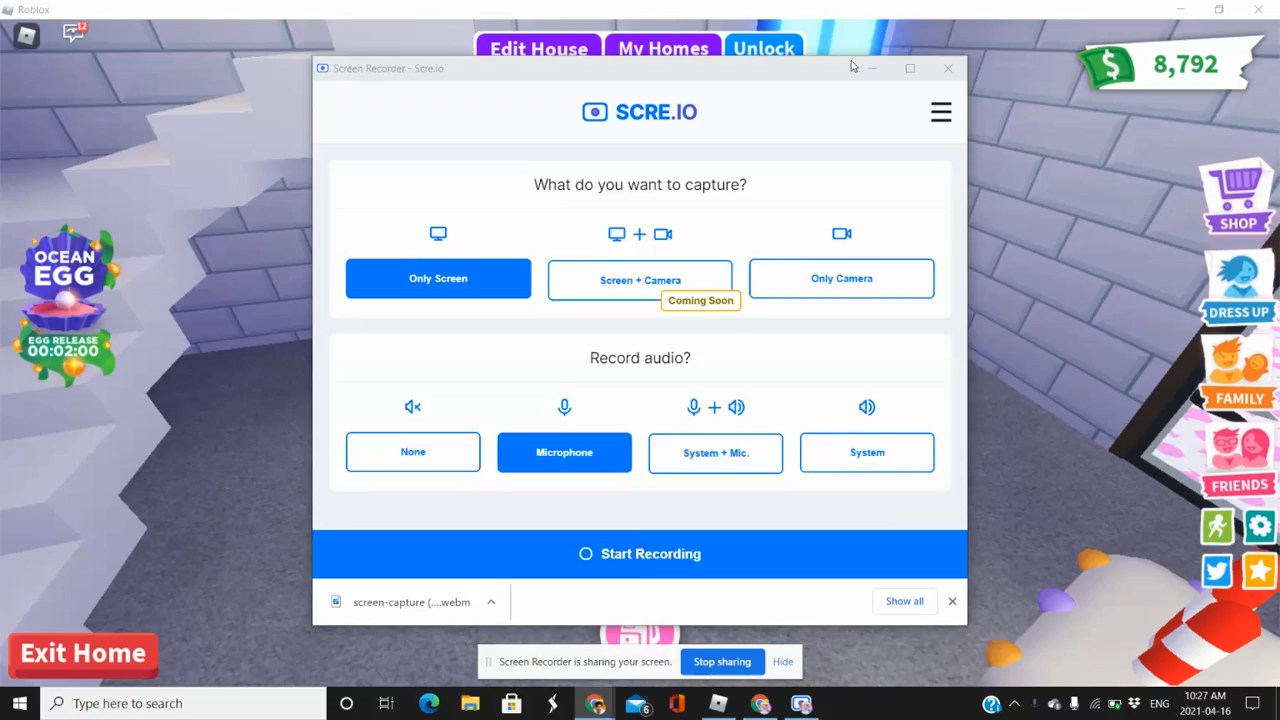 Roblox
12
Edit House
My Homes
Unlock
$ 8,792
Screen Recorder - Scre.io
SCRE.IO
What do you want to capture?
Only Screen
Screen + Camera
Only Camera
Coming Soon
Record audio?
None
Microphone
System + Mic.
System
Start Recording
screen-capture (....webm
Show all
OCEAN
EGG
EGG RELEASE
00:02:00
SHOP
DRESS UP
FAMILY
FRIENDS
Exit Home
Screen Recorder is sharing your screen.
Stop sharing
Hide
Type here to search
6
ENG
10:27 AM
2021-04-16